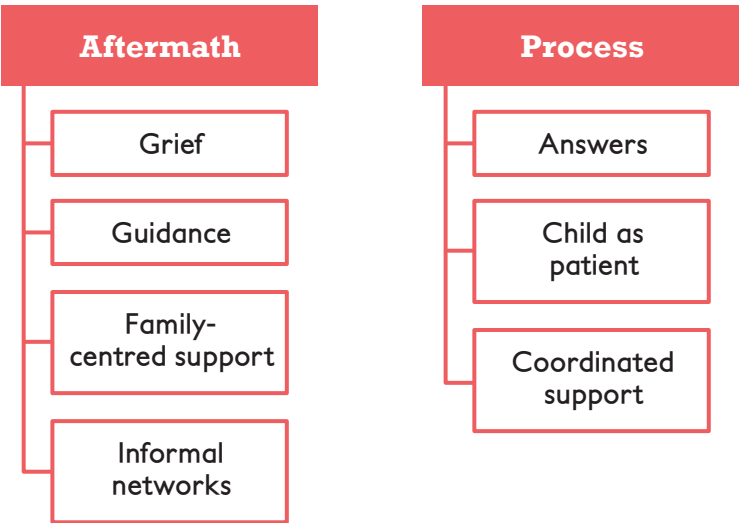 Aftermath
Grief
Guidance
Family-
centred support
Informal
networks
Process
Answers
Child as
patient
Coordinated
support